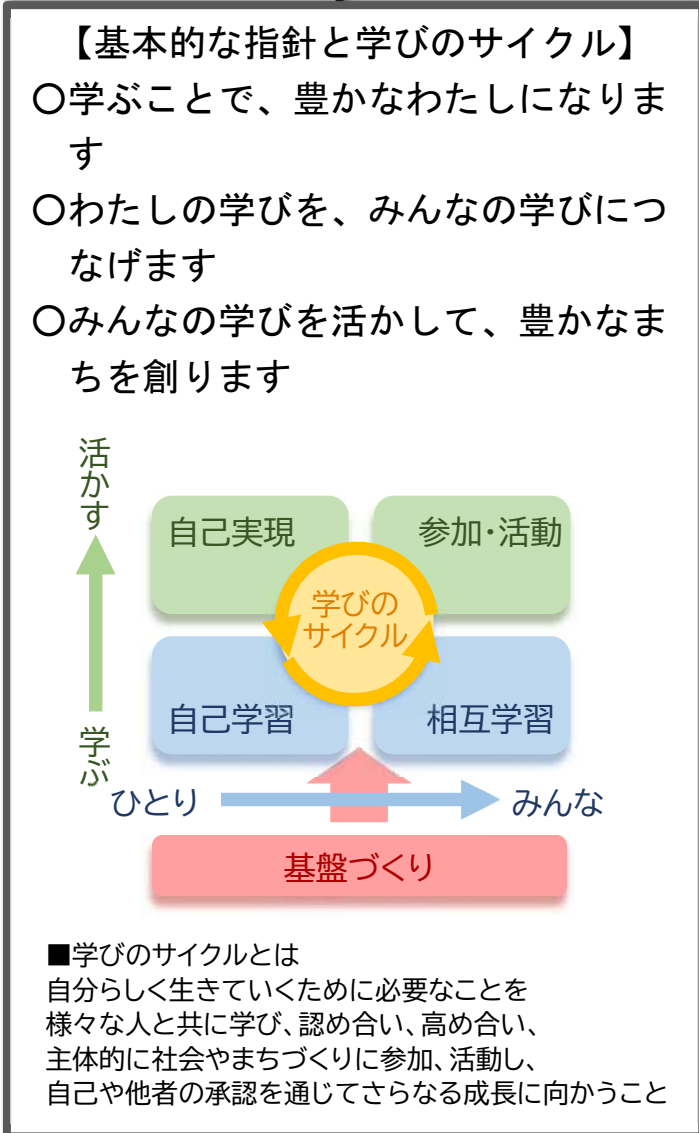 【基本的な指針と学びのサイクル】
〇学ぶことで、豊かなわたしになりま
す
〇わたしの学びを、みんなの学びにつ
なげます
〇みんなの学びを活かして、豊かなま
ちを創ります
活かす
自己実現
参加・活動
学びの
サイクル
自己学習
相互学習
学ぶ
ひとり
みんな
基盤づくり
■学びのサイクルとは
自分らしく生きていくために必要なことを
様々な人と共に学び、認め合い、高め合い、
主体的に社会やまちづくりに参加、活動し、
自己や他者の承認を通じてさらなる成長に向かうこと